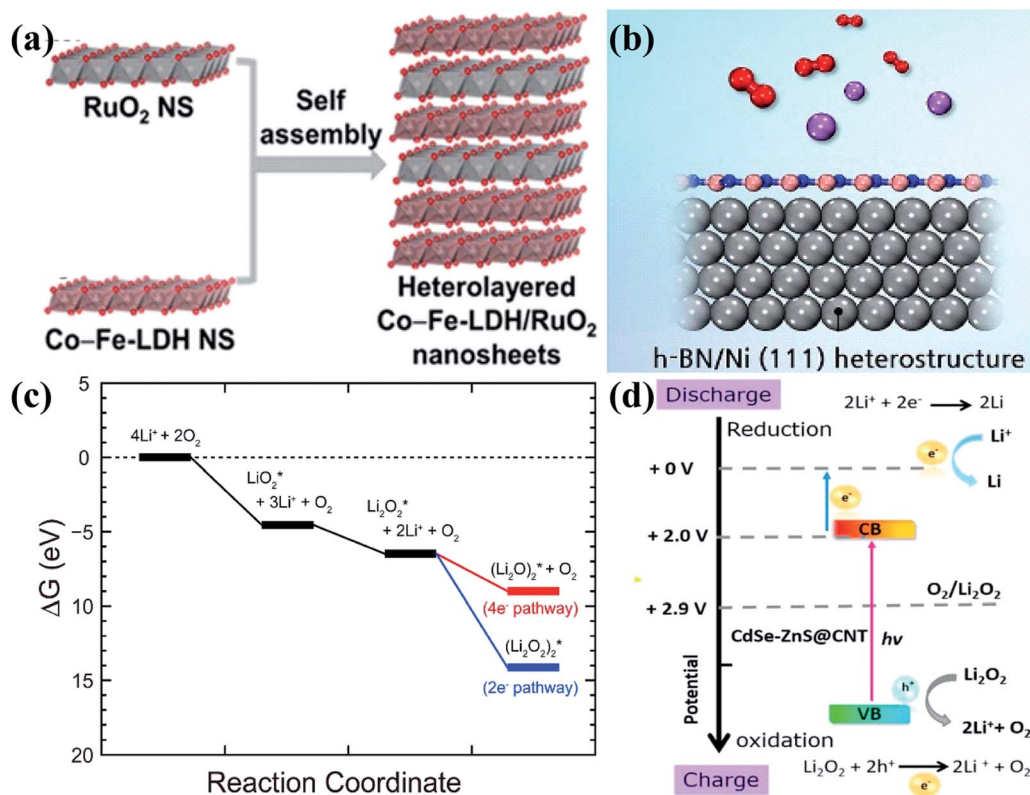 (a)
RuO₂ NS
Self
assembly
Co–Fe-LDH NS
Heterolayered
Co–Fe-LDH/RuO₂
nanosheets
(b)
h-BN/Ni (111) heterostructure
(c)
ΔG (eV)
5
0
−5
10
15
20
4Li⁺ + 2O₂
LiO₂*
+ 3Li⁺ + O₂
Li₂O₂*
+ 2Li⁺ + O₂
(Li₂O)₂* + O₂
(4e⁻ pathway)
(Li₂O₂)₂*
(2e⁻ pathway)
Reaction Coordinate
(d)
Discharge
2Li⁺ + 2e⁻ → 2Li
Reduction
+ 0 V
e⁻
Li⁺
Li
e⁻
+ 2.0 V
CB
O₂/Li₂O₂
+ 2.9 V
CdSe-ZnS@CNT
hν
Potential
h⁺
Li₂O₂
VB
2Li⁺+ O₂
oxidation
Charge
Li₂O₂ + 2h⁺ → 2Li⁺ + O₂
e⁻